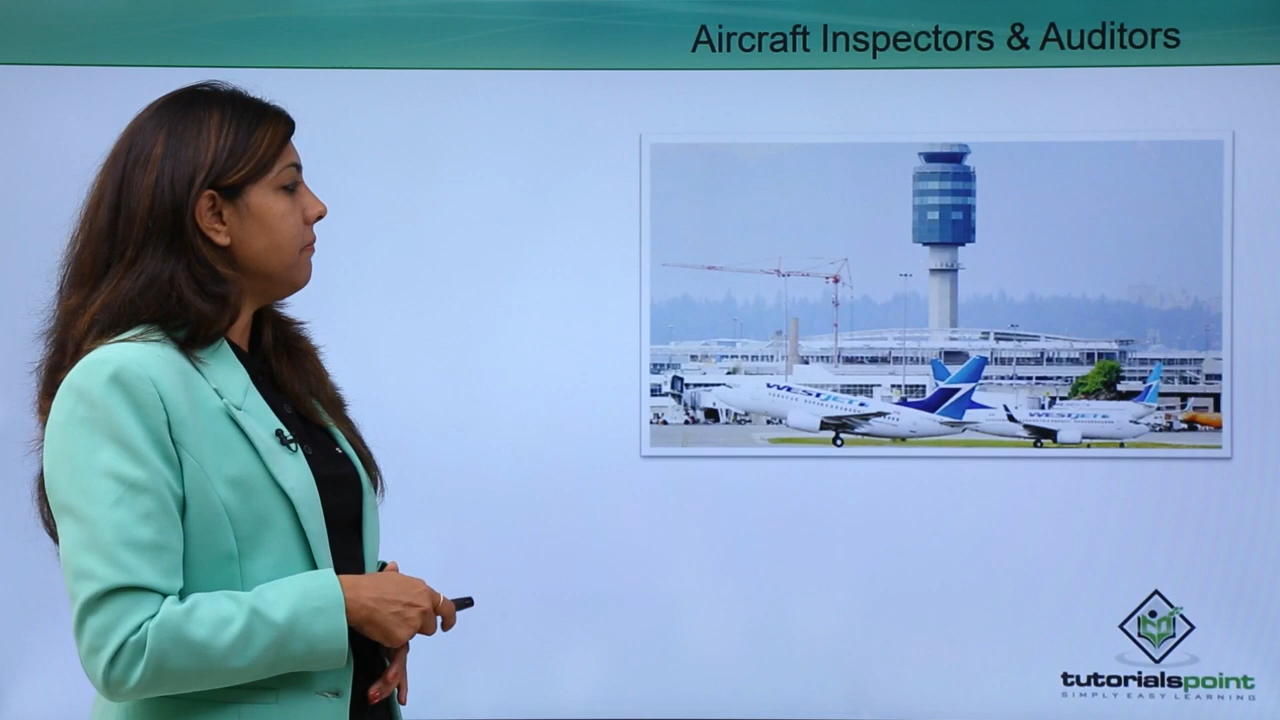 Aircraft Inspectors & Auditors
WESTJET
WESTJET
tutorialspoint
SIMPLY EASY LEARNING